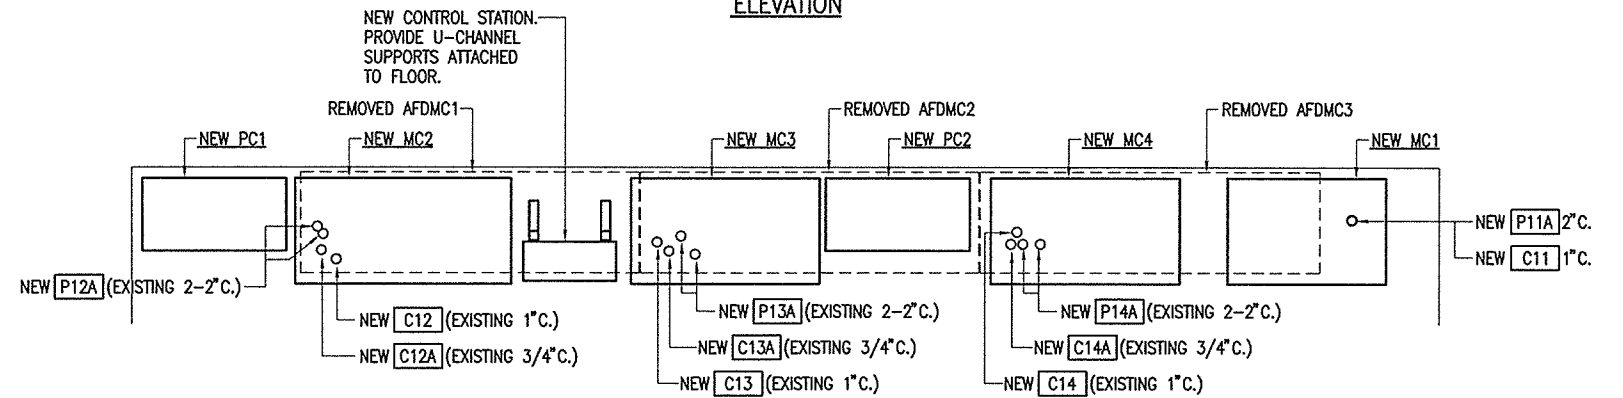 ELEVATION
NEW CONTROL STATION.
PROVIDE U-CHANNEL
SUPPORTS ATTACHED
TO FLOOR.
REMOVED AFDMC1
REMOVED AFDMC2
REMOVED AFDMC3
NEW PC1
NEW MC2
NEW MC3
NEW PC2
NEW MC4
NEW MC1
NEW P11A 2"C.
NEW C11 1"C.
NEW P12A (EXISTING 2-2"C.)
NEW C12 (EXISTING 1"C.)
NEW C12A (EXISTING 3/4"C.)
NEW P13A (EXISTING 2-2"C.)
NEW C13A (EXISTING 3/4"C.)
NEW C13 (EXISTING 1"C.)
NEW P14A (EXISTING 2-2"C.)
NEW C14A (EXISTING 3/4"C.)
NEW C14 (EXISTING 1"C.)